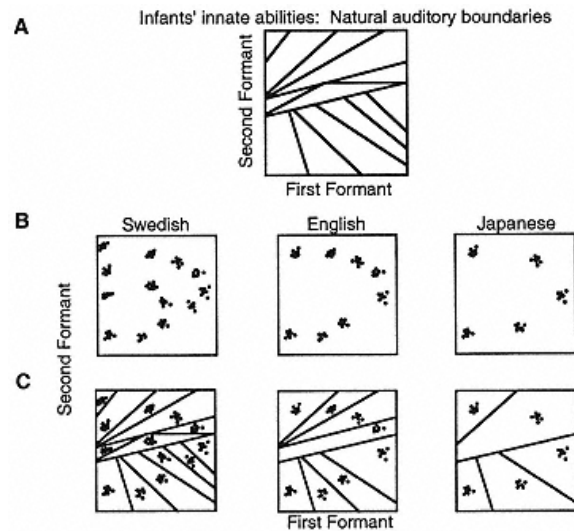 Infants' innate abilities: Natural auditory boundaries
A
Second Formant
First Formant
B
Swedish English Japanese
Second Formant
C
First Formant